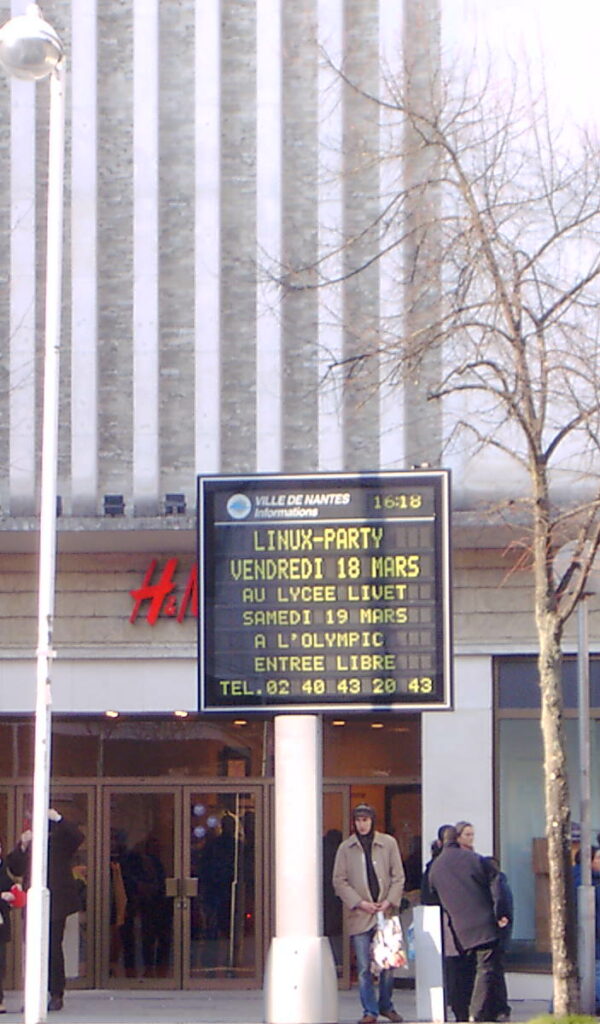 VILLE DE NANTES 16:18
Informations
LINUX-PARTY
VENDREDI 18 MARS
AU LYCEE LIVET
SAMEDI 19 MARS
A L'OLYMPIC
ENTREE LIBRE
TEL.02 40 43 20 43
H&M